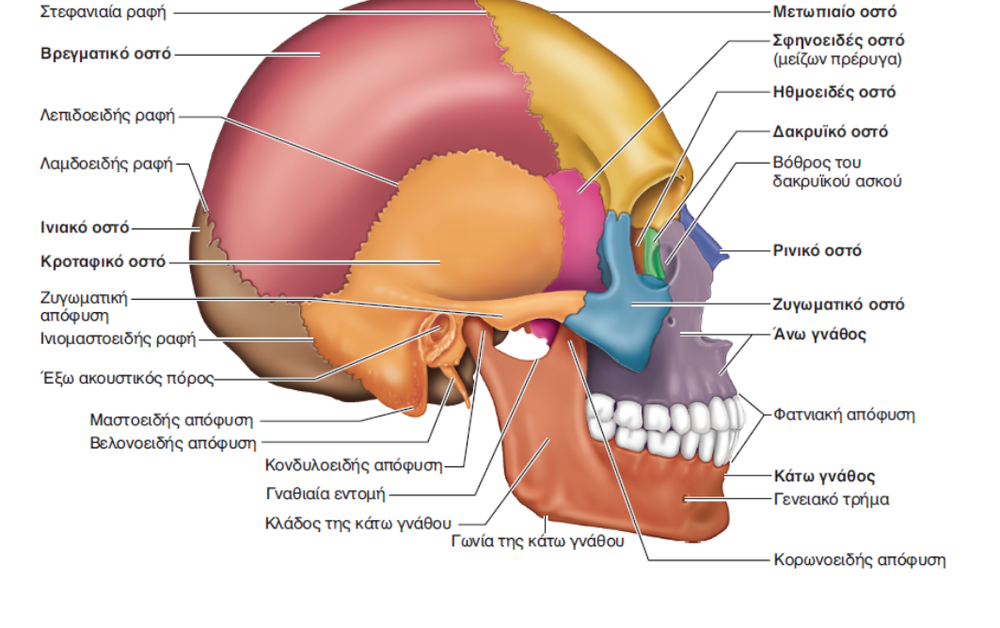 Στεφανιαία ραφή
Βρεγματικό οστό
Λεπιδοειδής ραφή
Λαμδοειδής ραφή
Ινιακό οστό
Κροταφικό οστό
Ζυγωματική
απόφυση
Ινιομαστοειδής ραφή
Έξω ακουστικός πόρος
Μαστοειδής απόφυση
Βελονοειδής απόφυση
Κονδυλοειδής απόφυση
Γναθιαία εντομή
Κλάδος της κάτω γνάθου
Γωνία της κάτω γνάθου
Μετωπιαίο οστό
Σφηνοειδές οστό
(μείζων πρέρυγα)
Ηθμοειδές οστό
Δακρυϊκό οστό
Βόθρος του
δακρυϊκού ασκού
Ρινικό οστό
Ζυγωματικό οστό
Άνω γνάθος
Φατνιακή απόφυση
Κάτω γνάθος
Γενειακό τρήμα
Κορωνοειδής απόφυση